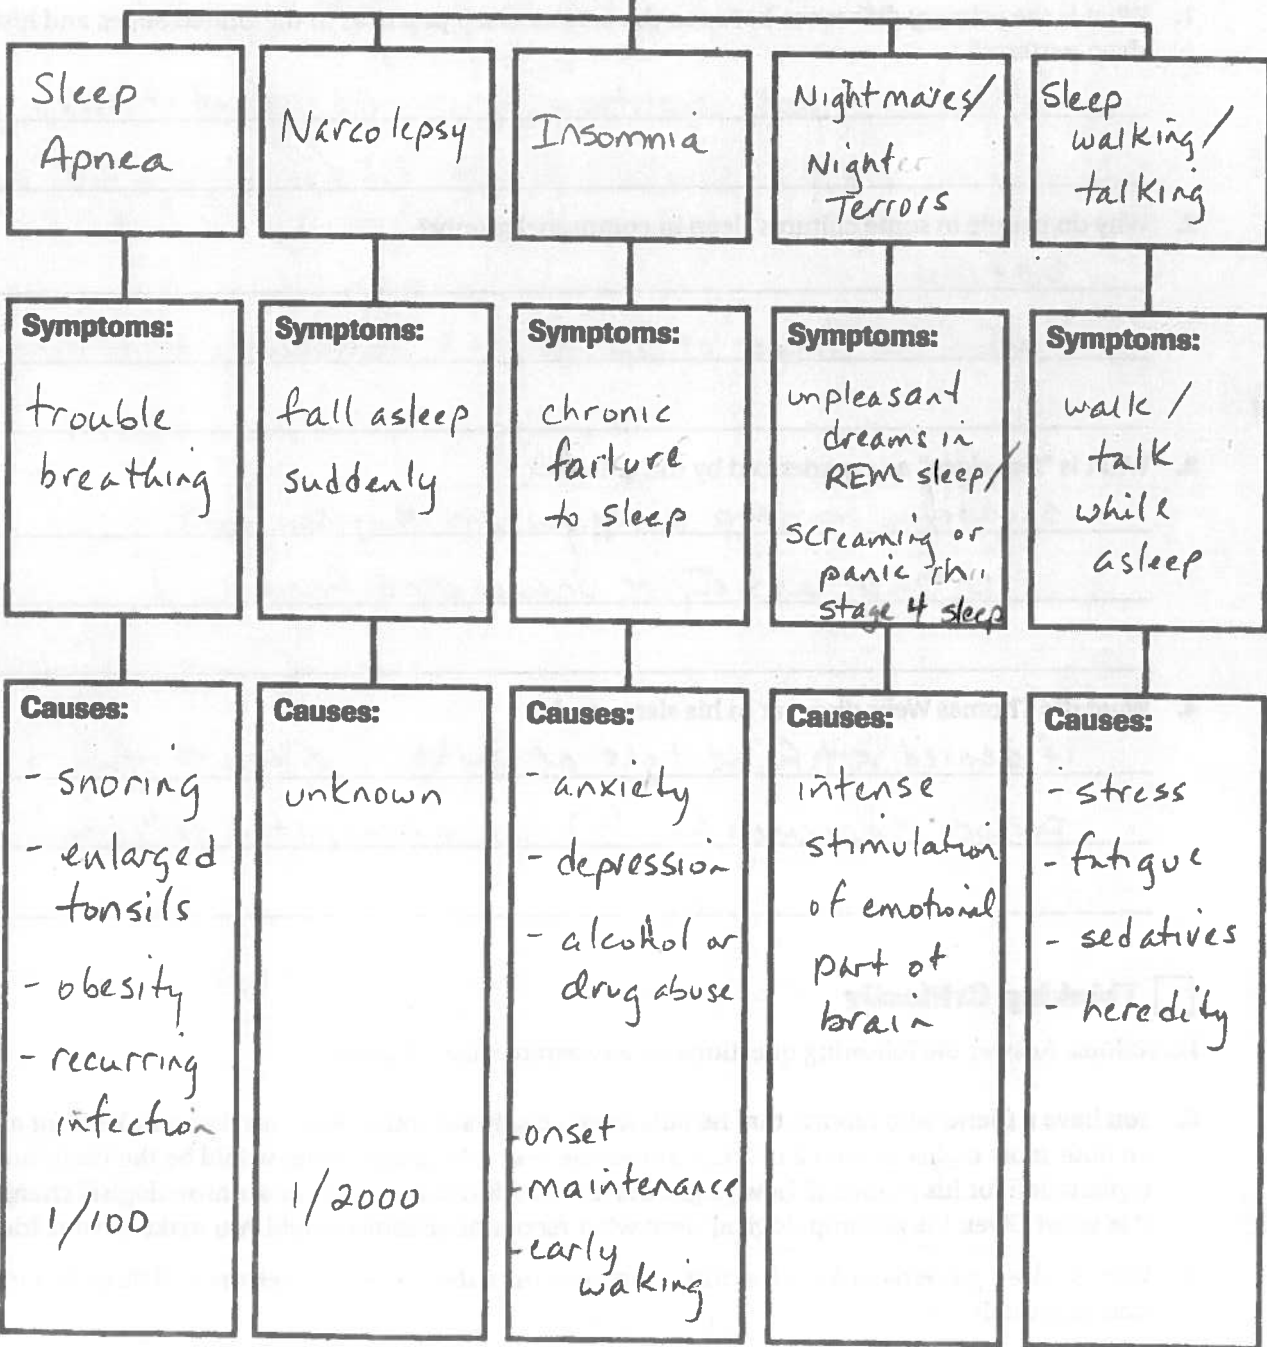 Sleep
Apnea
Narcolepsy
Insomnia
Nightmares/
Night
Terrors
Sleep
walking/
talking
Symptoms:
trouble
breathing
Symptoms:
fall asleep
suddenly
Symptoms:
chronic
failure
to sleep
Symptoms:
unpleasant
dreams in
REM sleep/
screaming or
panic
stage 4 sleep
Symptoms:
walk /
talk
while
asleep
Causes:
- snoring
- enlarged
tonsils
- obesity
- recurring
infection
1/100
Causes:
unknown
1/2000
Causes:
- anxiety
- depression
- alcohol or
drug abuse
- onset
- maintenance
- early
waking
Causes:
intense
stimulation
of emotional
part of
brain
Causes:
- stress
- fatigue
- sedatives
- heredity